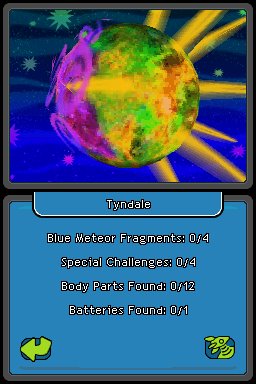 Tyndale
Blue Meteor Fragments: 0/4
Special Challenges: 0/4
Body Parts Found: 0/12
Batteries Found: 0/1